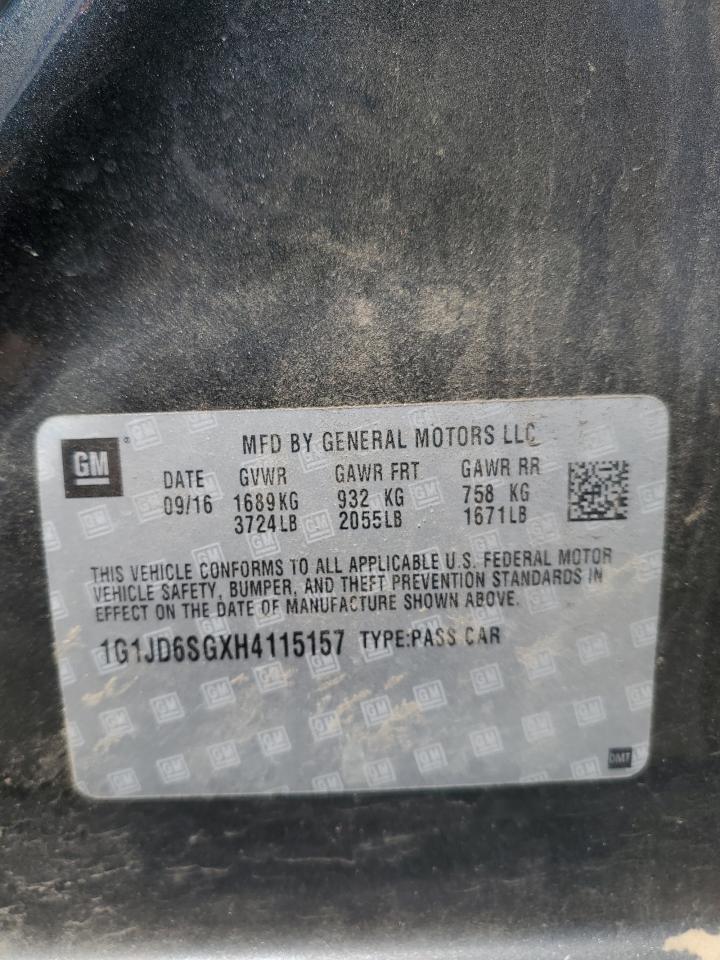 GM ®
MFD BY GENERAL MOTORS LLC
DATE GVWR GAWR FRT GAWR RR
09/16 1689KG 932 KG 758 KG
3724LB 2055LB 1671LB
THIS VEHICLE CONFORMS TO ALL APPLICABLE U.S. FEDERAL MOTOR
VEHICLE SAFETY, BUMPER, AND THEFT PREVENTION STANDARDS IN
EFFECT ON THE DATE OF MANUFACTURE SHOWN ABOVE.
1G1JD6SGXH4115157 TYPE:PASS CAR
DMT